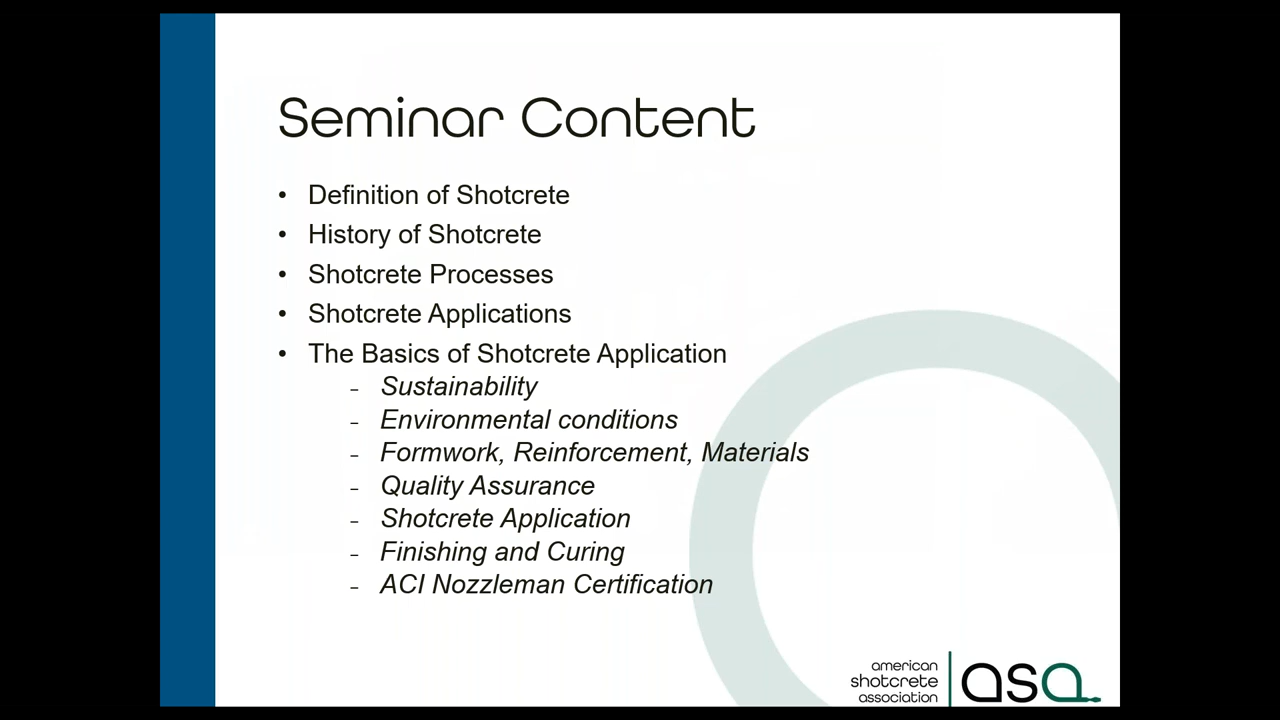 Seminar Content
• Definition of Shotcrete
• History of Shotcrete
• Shotcrete Processes
• Shotcrete Applications
• The Basics of Shotcrete Application
– Sustainability
– Environmental conditions
– Formwork, Reinforcement, Materials
– Quality Assurance
– Shotcrete Application
– Finishing and Curing
– ACI Nozzleman Certification
american
shotcrete
association
asa